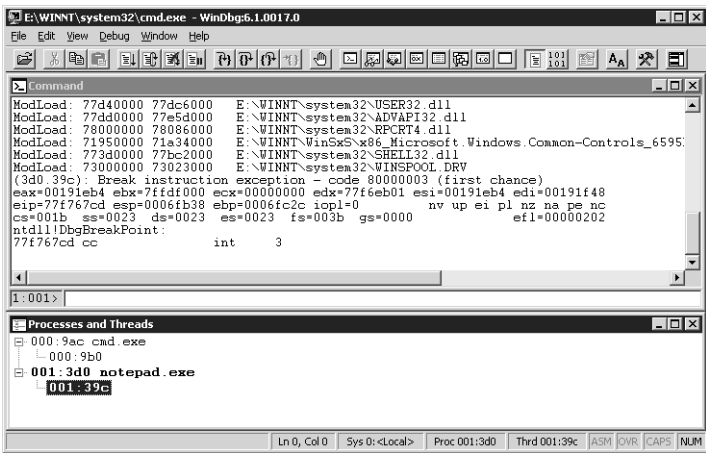 E:\WINNT\system32\cmd.exe - WinDbg:6.1.0017.0
File Edit View Debug Window Help
Command
ModLoad: 77d40000 77dc6000 E:\WINNT\system32\USER32.dll
ModLoad: 77dd0000 77e5d000 E:\WINNT\system32\ADVAPI32.dll
ModLoad: 78000000 78086000 E:\WINNT\system32\RPCRT4.dll
ModLoad: 71950000 71a34000 E:\WINNT\WinSxS\x86_Microsoft.Windows.Common-Controls_6595
ModLoad: 773d0000 77bc2000 E:\WINNT\system32\SHELL32.dll
ModLoad: 73000000 73023000 E:\WINNT\system32\WINSPOOL.DRV
(3d0.39c): Break instruction exception - code 80000003 (first chance)
eax=00191eb4 ebx=7ffdf000 ecx=00000000 edx=77f6eb01 esi=00191eb4 edi=00191f48
eip=77f767cd esp=0006fb38 ebp=0006fc2c iopl=0 nv up ei pl nz na pe nc
cs=001b ss=0023 ds=0023 es=0023 fs=003b gs=0000 efl=00000202
ntdll!DbgBreakPoint:
77f767cd cc int 3
1:001>
Processes and Threads
000:9ac cmd.exe
000:9b0
001:3d0 notepad.exe
001:39c
Ln 0, Col 0 Sys 0:<Local> Proc 001:3d0 Thrd 001:39c ASM OVR CAPS NUM